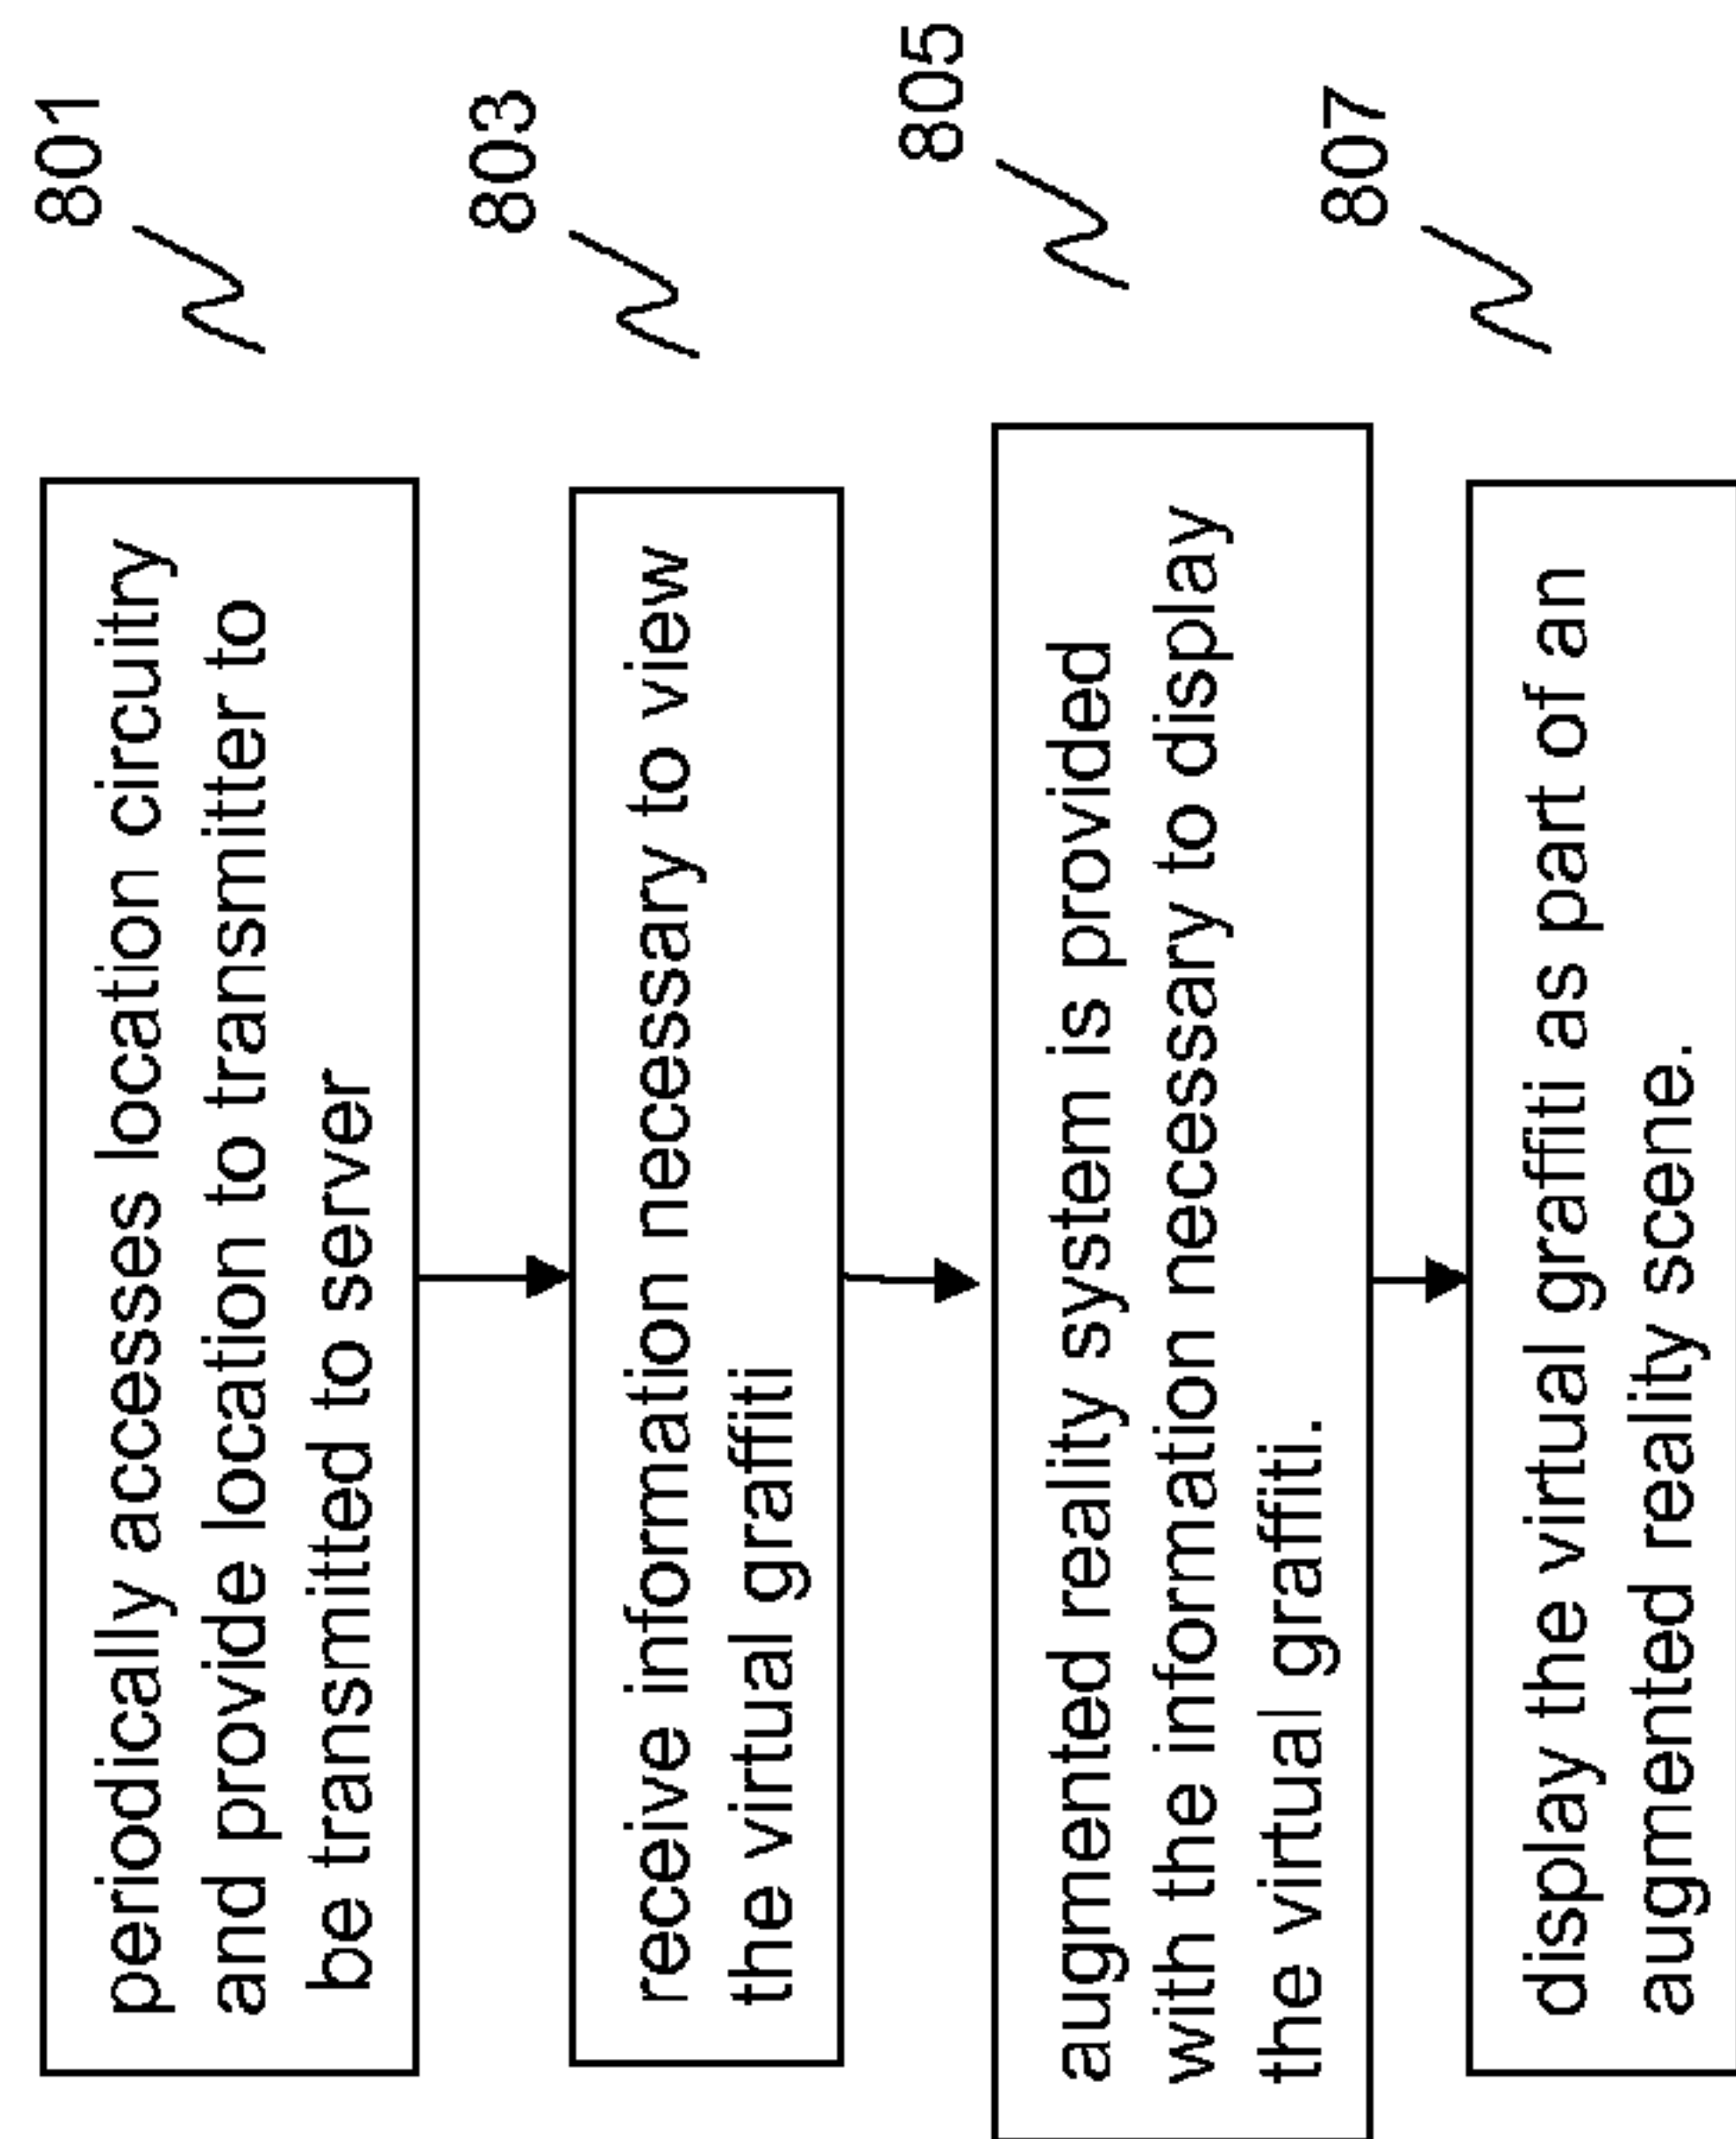 801
periodically accesses location circuitry
and provide location to transmitter to
be transmitted to server
803
receive information necessary to view
the virtual graffiti
805
augmented reality system is provided
with the information necessary to display
the virtual graffiti.
807
display the virtual graffiti as part of an
augmented reality scene.